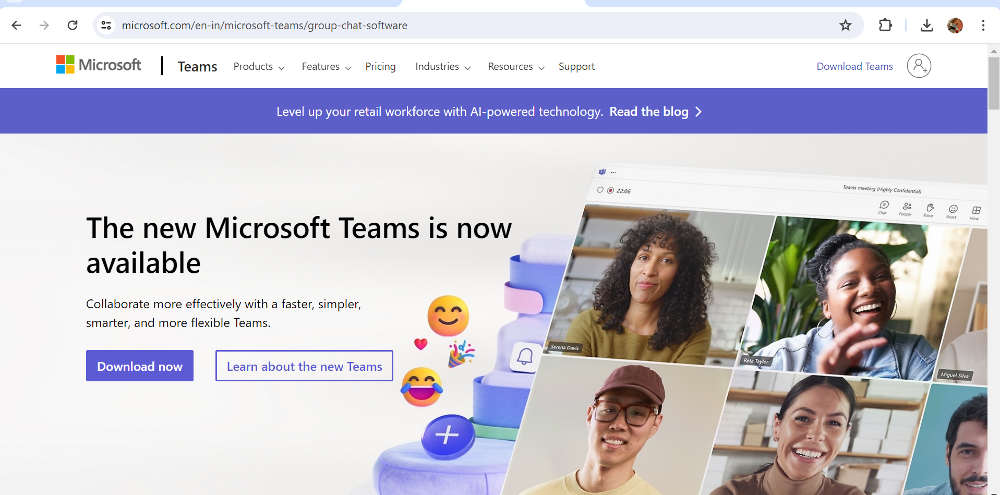 microsoft.com/en-in/microsoft-teams/group-chat-software
Microsoft
Teams
Products
Features
Pricing
Industries
Resources
Support
Download Teams
Level up your retail workforce with AI-powered technology. Read the blog
The new Microsoft Teams is now
available
Collaborate more effectively with a faster, simpler,
smarter, and more flexible Teams.
Download now
Learn about the new Teams
22:06
Teams meeting (Highly Confidential)
Chat
People
Raise
React
View
Serena Davis
Reta Taylor
Miguel Silva